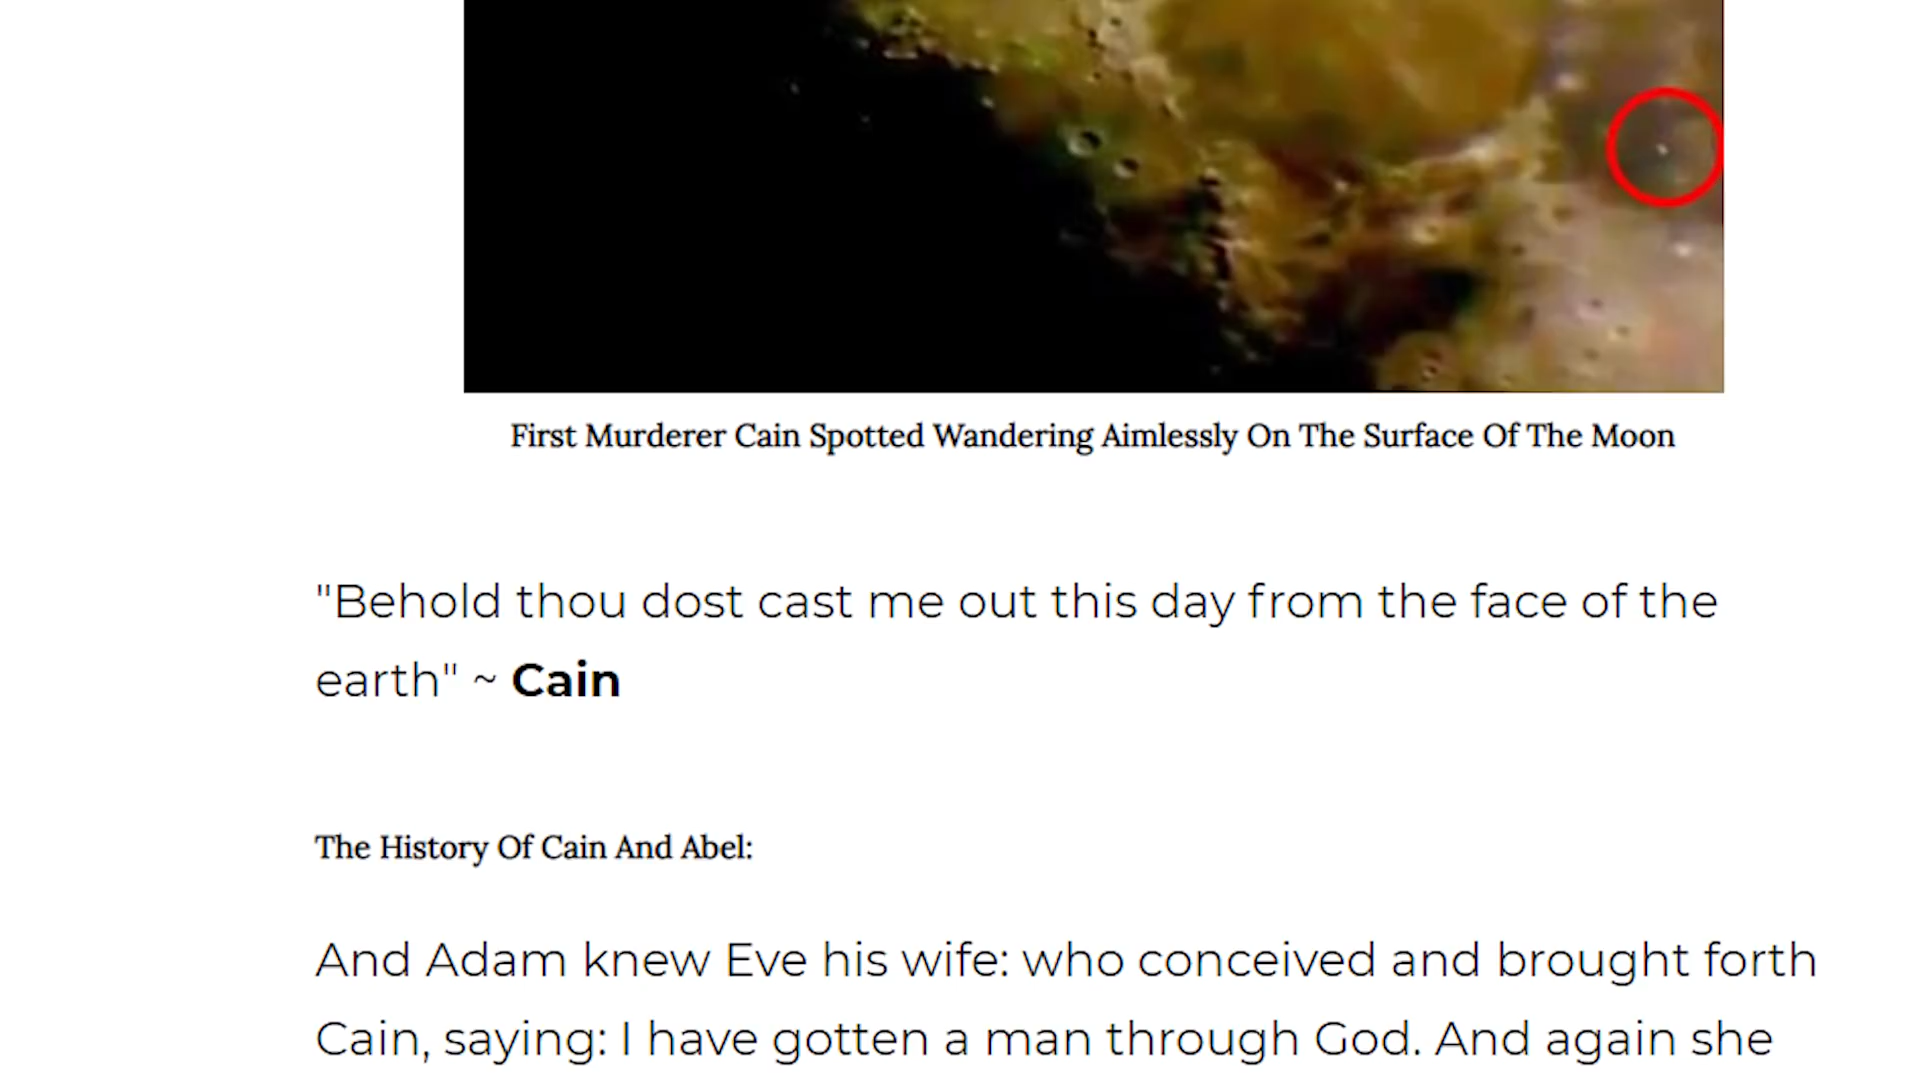 First Murderer Cain Spotted Wandering Aimlessly On The Surface Of The Moon
"Behold thou dost cast me out this day from the face of the
earth" ~ Cain
The History Of Cain And Abel:
And Adam knew Eve his wife: who conceived and brought forth
Cain, saying: I have gotten a man through God. And again she